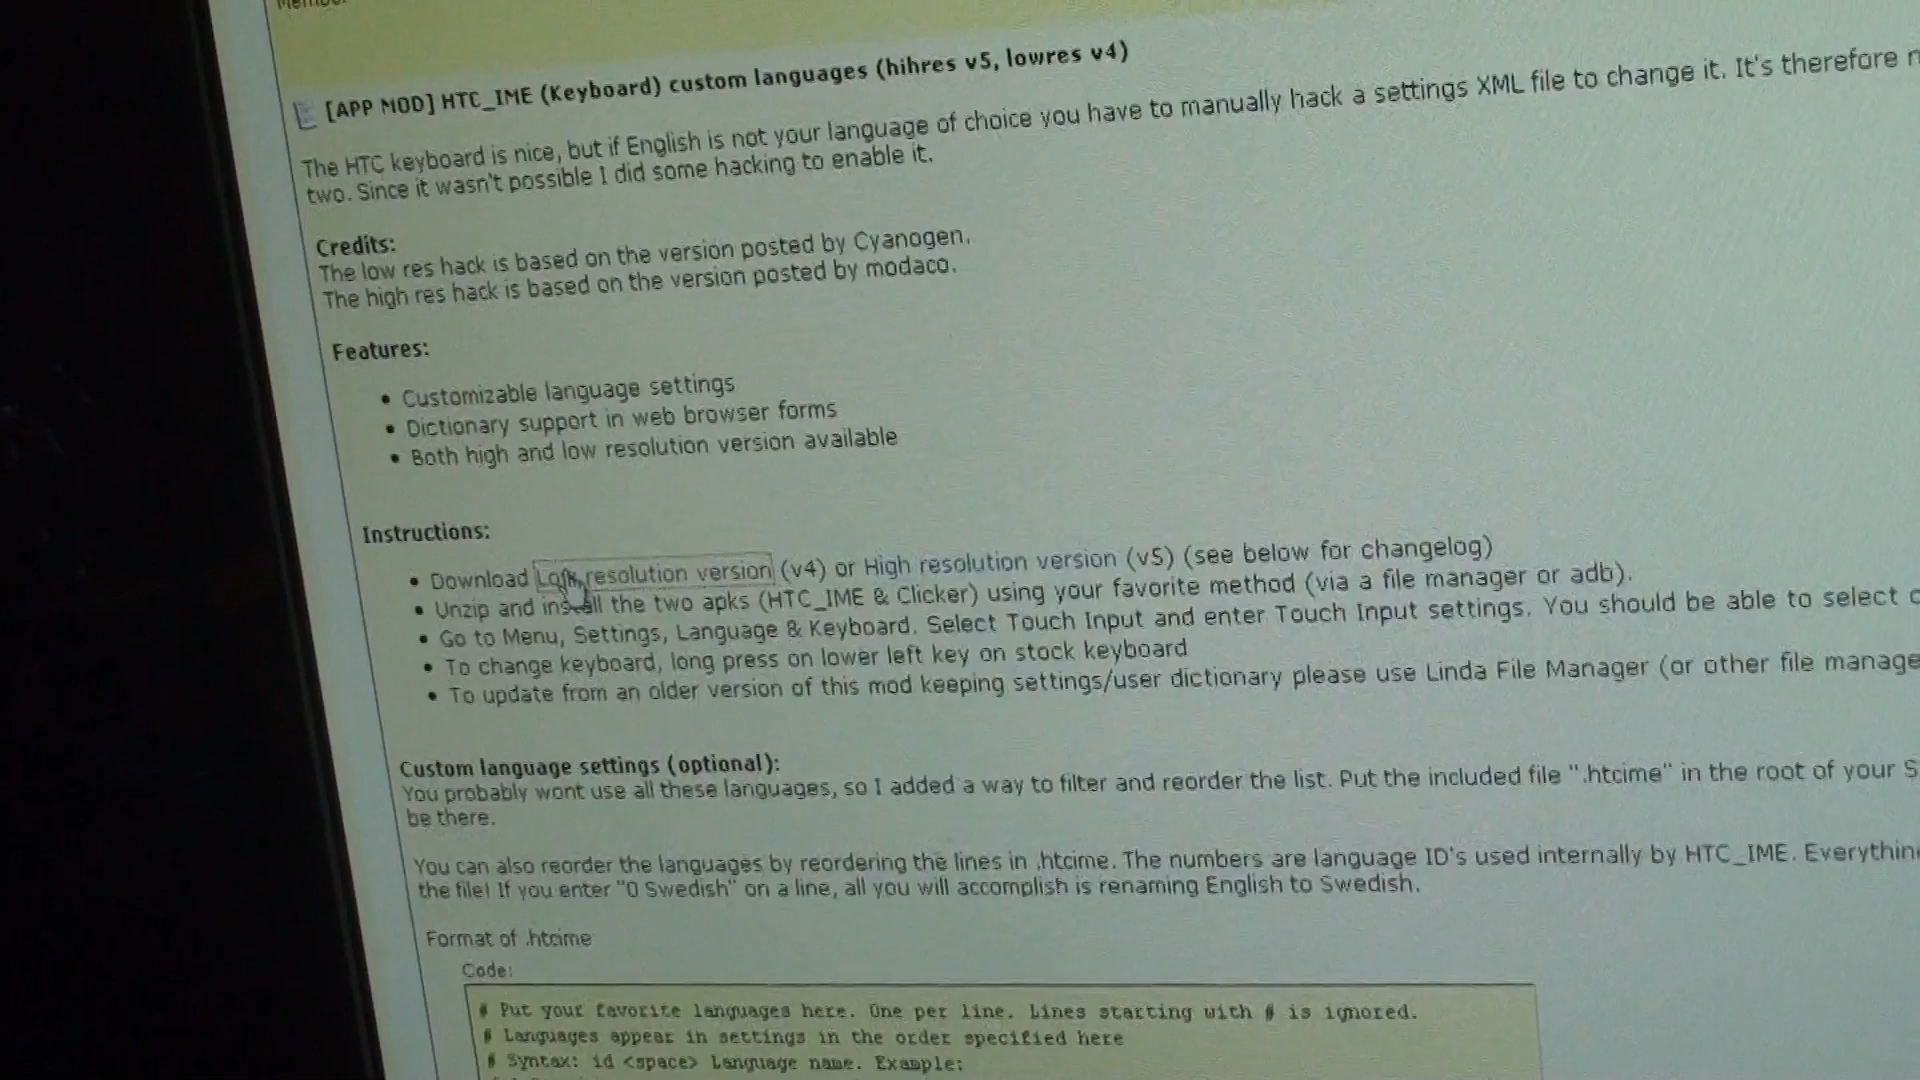 [APP MOD] HTC_IME (Keyboard) custom languages (hihres v5, lowres v4)
The HTC keyboard is nice, but if English is not your language of choice you have to manually hack a settings XML file to change it. It's therefore
two. Since it wasn't possible I did some hacking to enable it.
Credits:
The low res hack is based on the version posted by Cyanogen.
The high res hack is based on the version posted by modaco.
Features:
• Customizable language settings
• Dictionary support in web browser forms
• Both high and low resolution version available
Instructions:
• Download Low resolution version (v4) or High resolution version (v5) (see below for changelog)
• Unzip and install the two apks (HTC_IME & Clicker) using your favorite method (via a file manager or adb).
• Go to Menu, Settings, Language & Keyboard. Select Touch Input and enter Touch Input settings. You should be able to select
• To change keyboard, long press on lower left key on stock keyboard
• To update from an older version of this mod keeping settings/user dictionary please use Linda File Manager (or other file manage
Custom language settings (optional):
You probably wont use all these languages, so I added a way to filter and reorder the list. Put the included file ".htcime" in the root of your S
be there.
You can also reorder the languages by reordering the lines in .htcime. The numbers are language ID's used internally by HTC_IME. Everythin
the file! If you enter "0 Swedish" on a line, all you will accomplish is renaming English to Swedish.
Format of .htcime
Code:
# Put your favorite languages here. One per line. Lines starting with # is ignored.
# Languages appear in settings in the order specified here
# Syntax: id <space> Language name. Example: